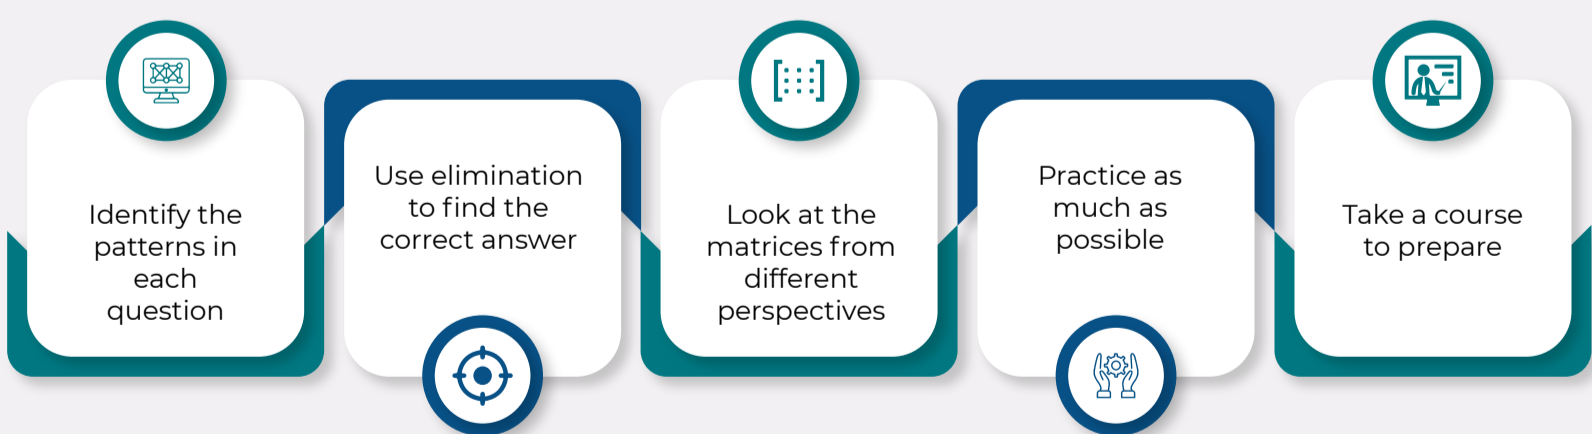 Identify the
patterns in
each
question
Use elimination
to find the
correct answer
Look at the
matrices from
different
perspectives
Practice as
much as
possible
Take a course
to prepare